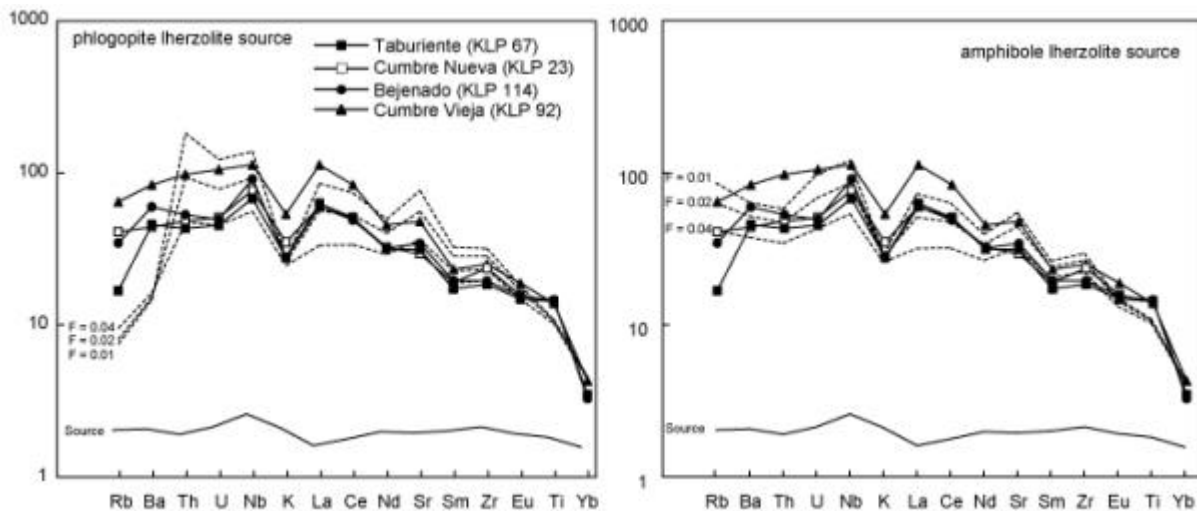 1000
phlogopite lherzolite source
Taburiente (KLP 67)
Cumbre Nueva (KLP 23)
Bejenado (KLP 114)
Cumbre Vieja (KLP 92)
100
10
F = 0.04
F = 0.02
F = 0.01
Source
1
Rb Ba Th U Nb K La Ce Nd Sr Sm Zr Eu Ti Yb
1000
amphibole lherzolite source
100
F = 0.01
F = 0.02
F = 0.04
10
Source
1
Rb Ba Th U Nb K La Ce Nd Sr Sm Zr Eu Ti Yb